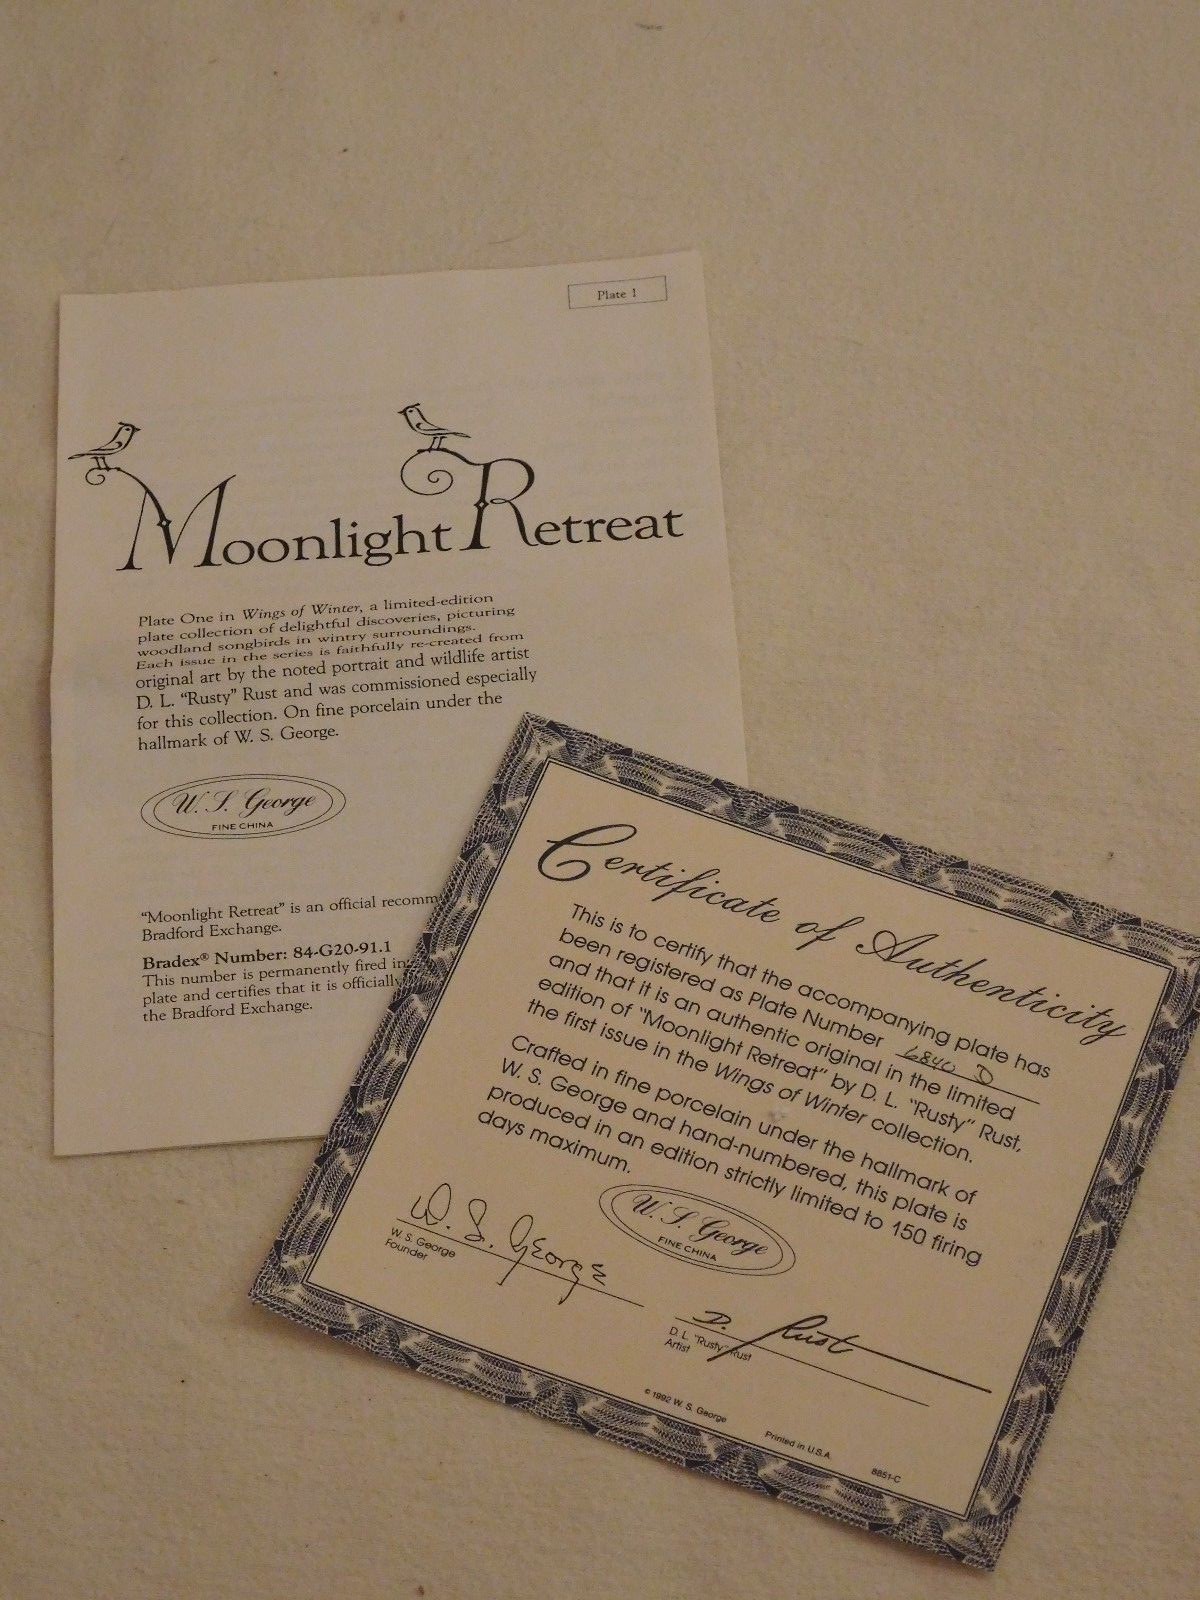 Plate 1
Moonlight Retreat
Plate One in Wings of Winter, a limited-edition
plate collection of delightful discoveries, picturing
woodland songbirds in wintry surroundings.
Each issue in the series is faithfully re-created from
original art by the noted portrait and wildlife artist
D. L. "Rusty" Rust and was commissioned especially
for this collection. On fine porcelain under the
hallmark of W. S. George.
W. S. George
FINE CHINA
"Moonlight Retreat" is an official recomm
Bradford Exchange.
Bradex® Number: 84-G20-91.1
This number is permanently fired in
plate and certifies that it is officially
the Bradford Exchange.
Certificate of Authenticity
This is to certify that the accompanying plate has
been registered as Plate Number 6840 D
and that it is an authentic original in the limited
edition of "Moonlight Retreat" by D. L. "Rusty" Rust,
the first issue in the Wings of Winter collection.
Crafted in fine porcelain under the hallmark of
W. S. George and hand-numbered, this plate is
produced in an edition strictly limited to 150 firing
days maximum.
W. S. George
FINE CHINA
W. S. George
W. S. George
Founder
D. Rust
D. L. "Rusty" Rust
Artist
© 1992 W. S. George
Printed in U.S.A.
8851-C